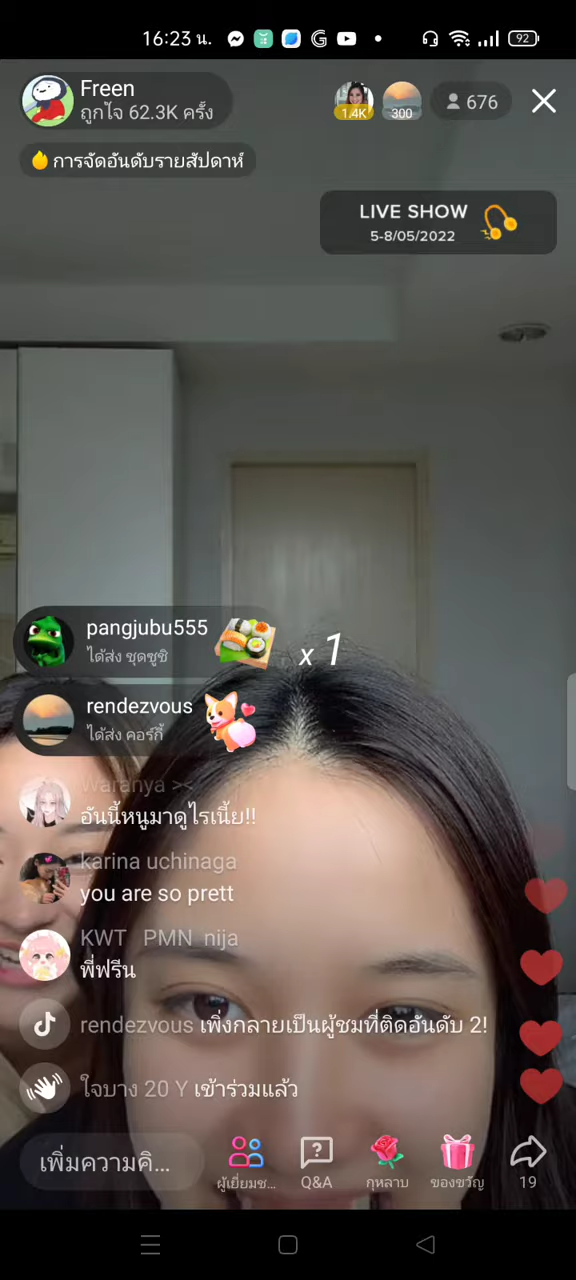 16:23 น.
92
Freen
ถูกใจ 62.3K ครั้ง
1.4K
300
676
การจัดอันดับรายสัปดาห์
LIVE SHOW
5-8/05/2022
pangjubu555
ได้ส่ง ชุดซูชิ
x 1
rendezvous
ได้ส่ง คอร์กี้
Waranya ><
อันนี้หนูมาดูไรเนี้ย!!
karina uchinaga
you are so prett
KWT PMN nija
พี่ฟรีน
rendezvous เพิ่งกลายเป็นผู้ชมที่ติดอันดับ 2!
ใจบาง 20 Y เข้าร่วมแล้ว
เพิ่มความคิ...
ผู้เยี่ยมช...
Q&A
กุหลาบ
ของขวัญ
19